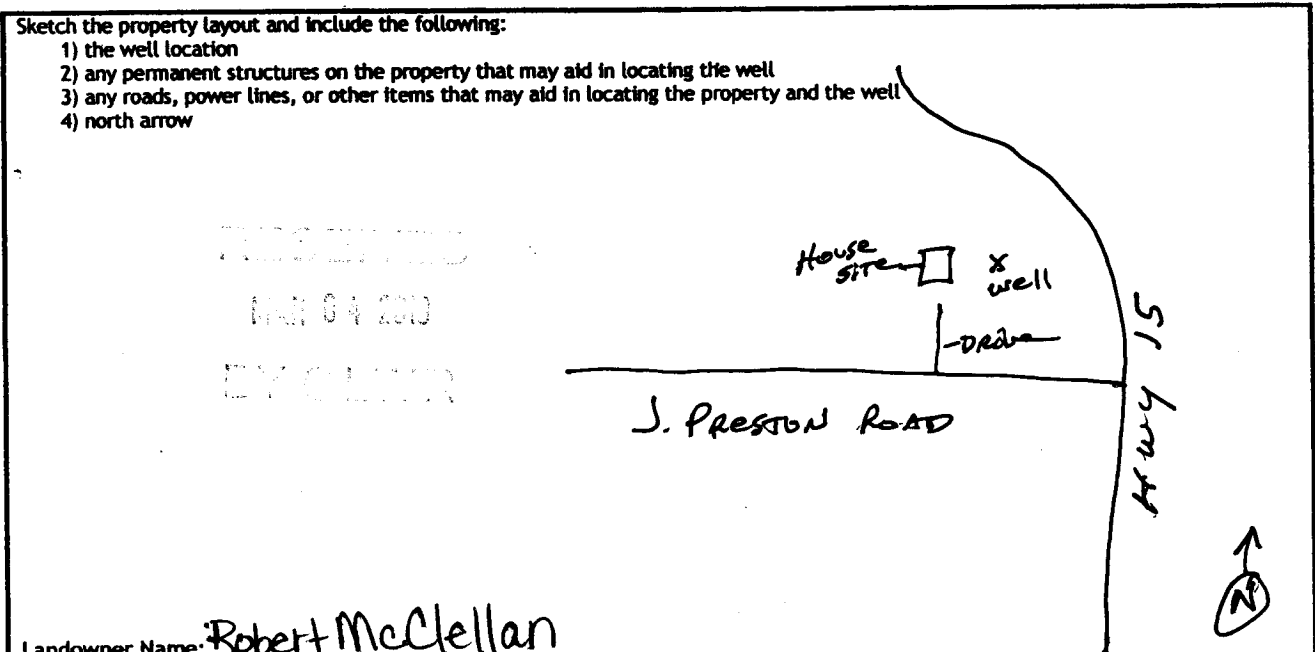 Sketch the property layout and include the following:
1) the well location
2) any permanent structures on the property that may aid in locating the well
3) any roads, power lines, or other items that may aid in locating the property and the well
4) north arrow
House
site
x
well
Drive
04
J. PRESTON ROAD
HWY 15
N
Landowner Name: Robert McClellan